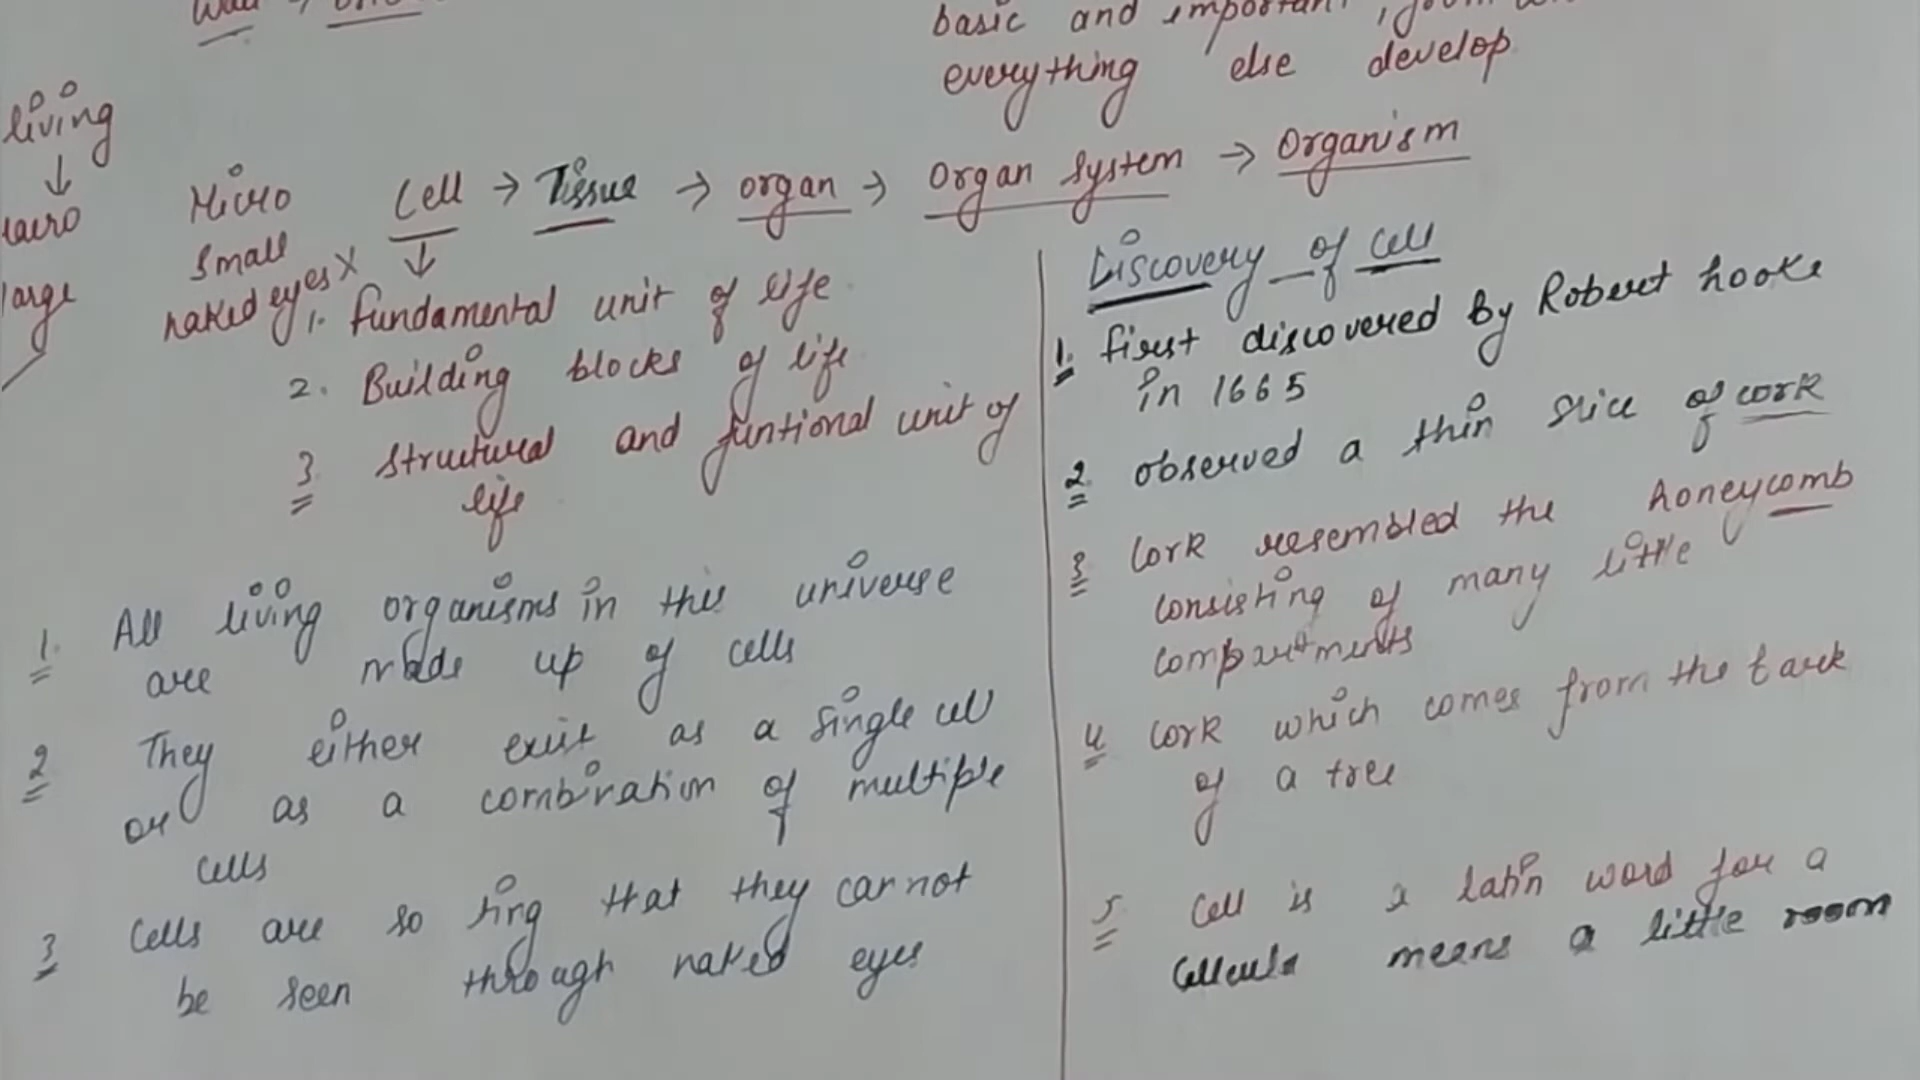 basic and important, from
everything else develop
living
↓
large
Micro
small
naked eyes x
Cell → Tissue → organ → Organ System → Organism
↓
1. fundamental unit of life
2. Building blocks of life
3 Structural and funtional unit of
life
1. All living organisms in this universe
are made up of cells
2 They either exist as a single cell
or as a combination of multiple
cells
3 Cells are so ting that they cannot
be seen through naked eyes
Discovery of cell
1. first discovered by Robert hooke
in 1665
2. observed a thin slice of cork
3 Cork resembled the honeycomb
consisting of many little
compartments
4 Cork which comes from the bark
of a tree
5 Cell is a latin word for a
Cellula means a little room